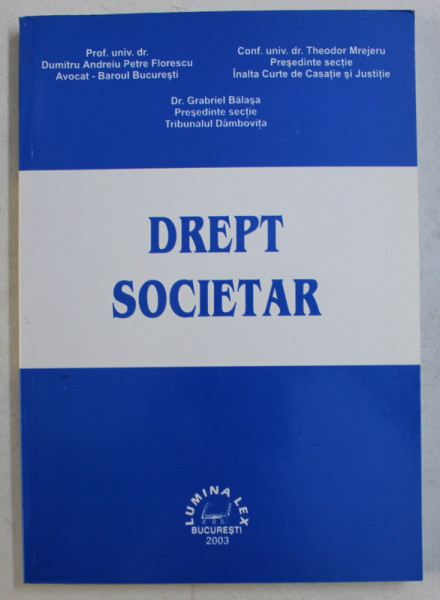 Prof. univ. dr.
Dumitru Andreiu Petre Florescu
Avocat - Baroul Bucureşti
Conf. univ. dr. Theodor Mrejeru
Preşedinte secţie
Înalta Curte de Casaţie şi Justiţie
Dr. Grabriel Bălaşa
Preşedinte secţie
Tribunalul Dâmboviţa
DREPT
SOCIETAR
LUMINA LEX
BUCUREŞTI
2003